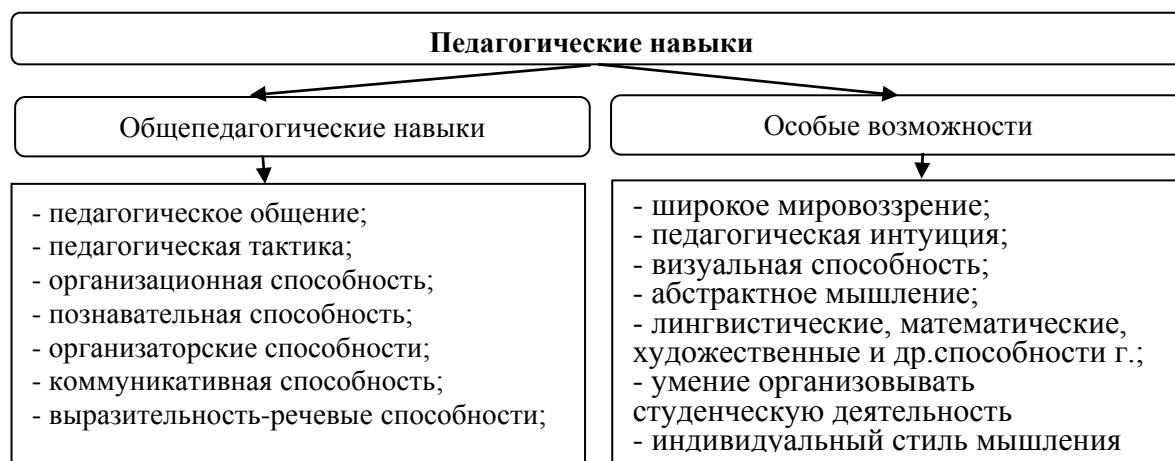 Педагогические навыки
Общепедагогические навыки
Особые возможности
- педагогическое общение;
- педагогическая тактика;
- организационная способность;
- познавательная способность;
- организаторские способности;
- коммуникативная способность;
- выразительность-речевые способности;
- широкое мировоззрение;
- педагогическая интуиция;
- визуальная способность;
- абстрактное мышление;
- лингвистические, математические,
художественные и др.способности г.;
- умение организовывать
студенческую деятельность
- индивидуальный стиль мышления